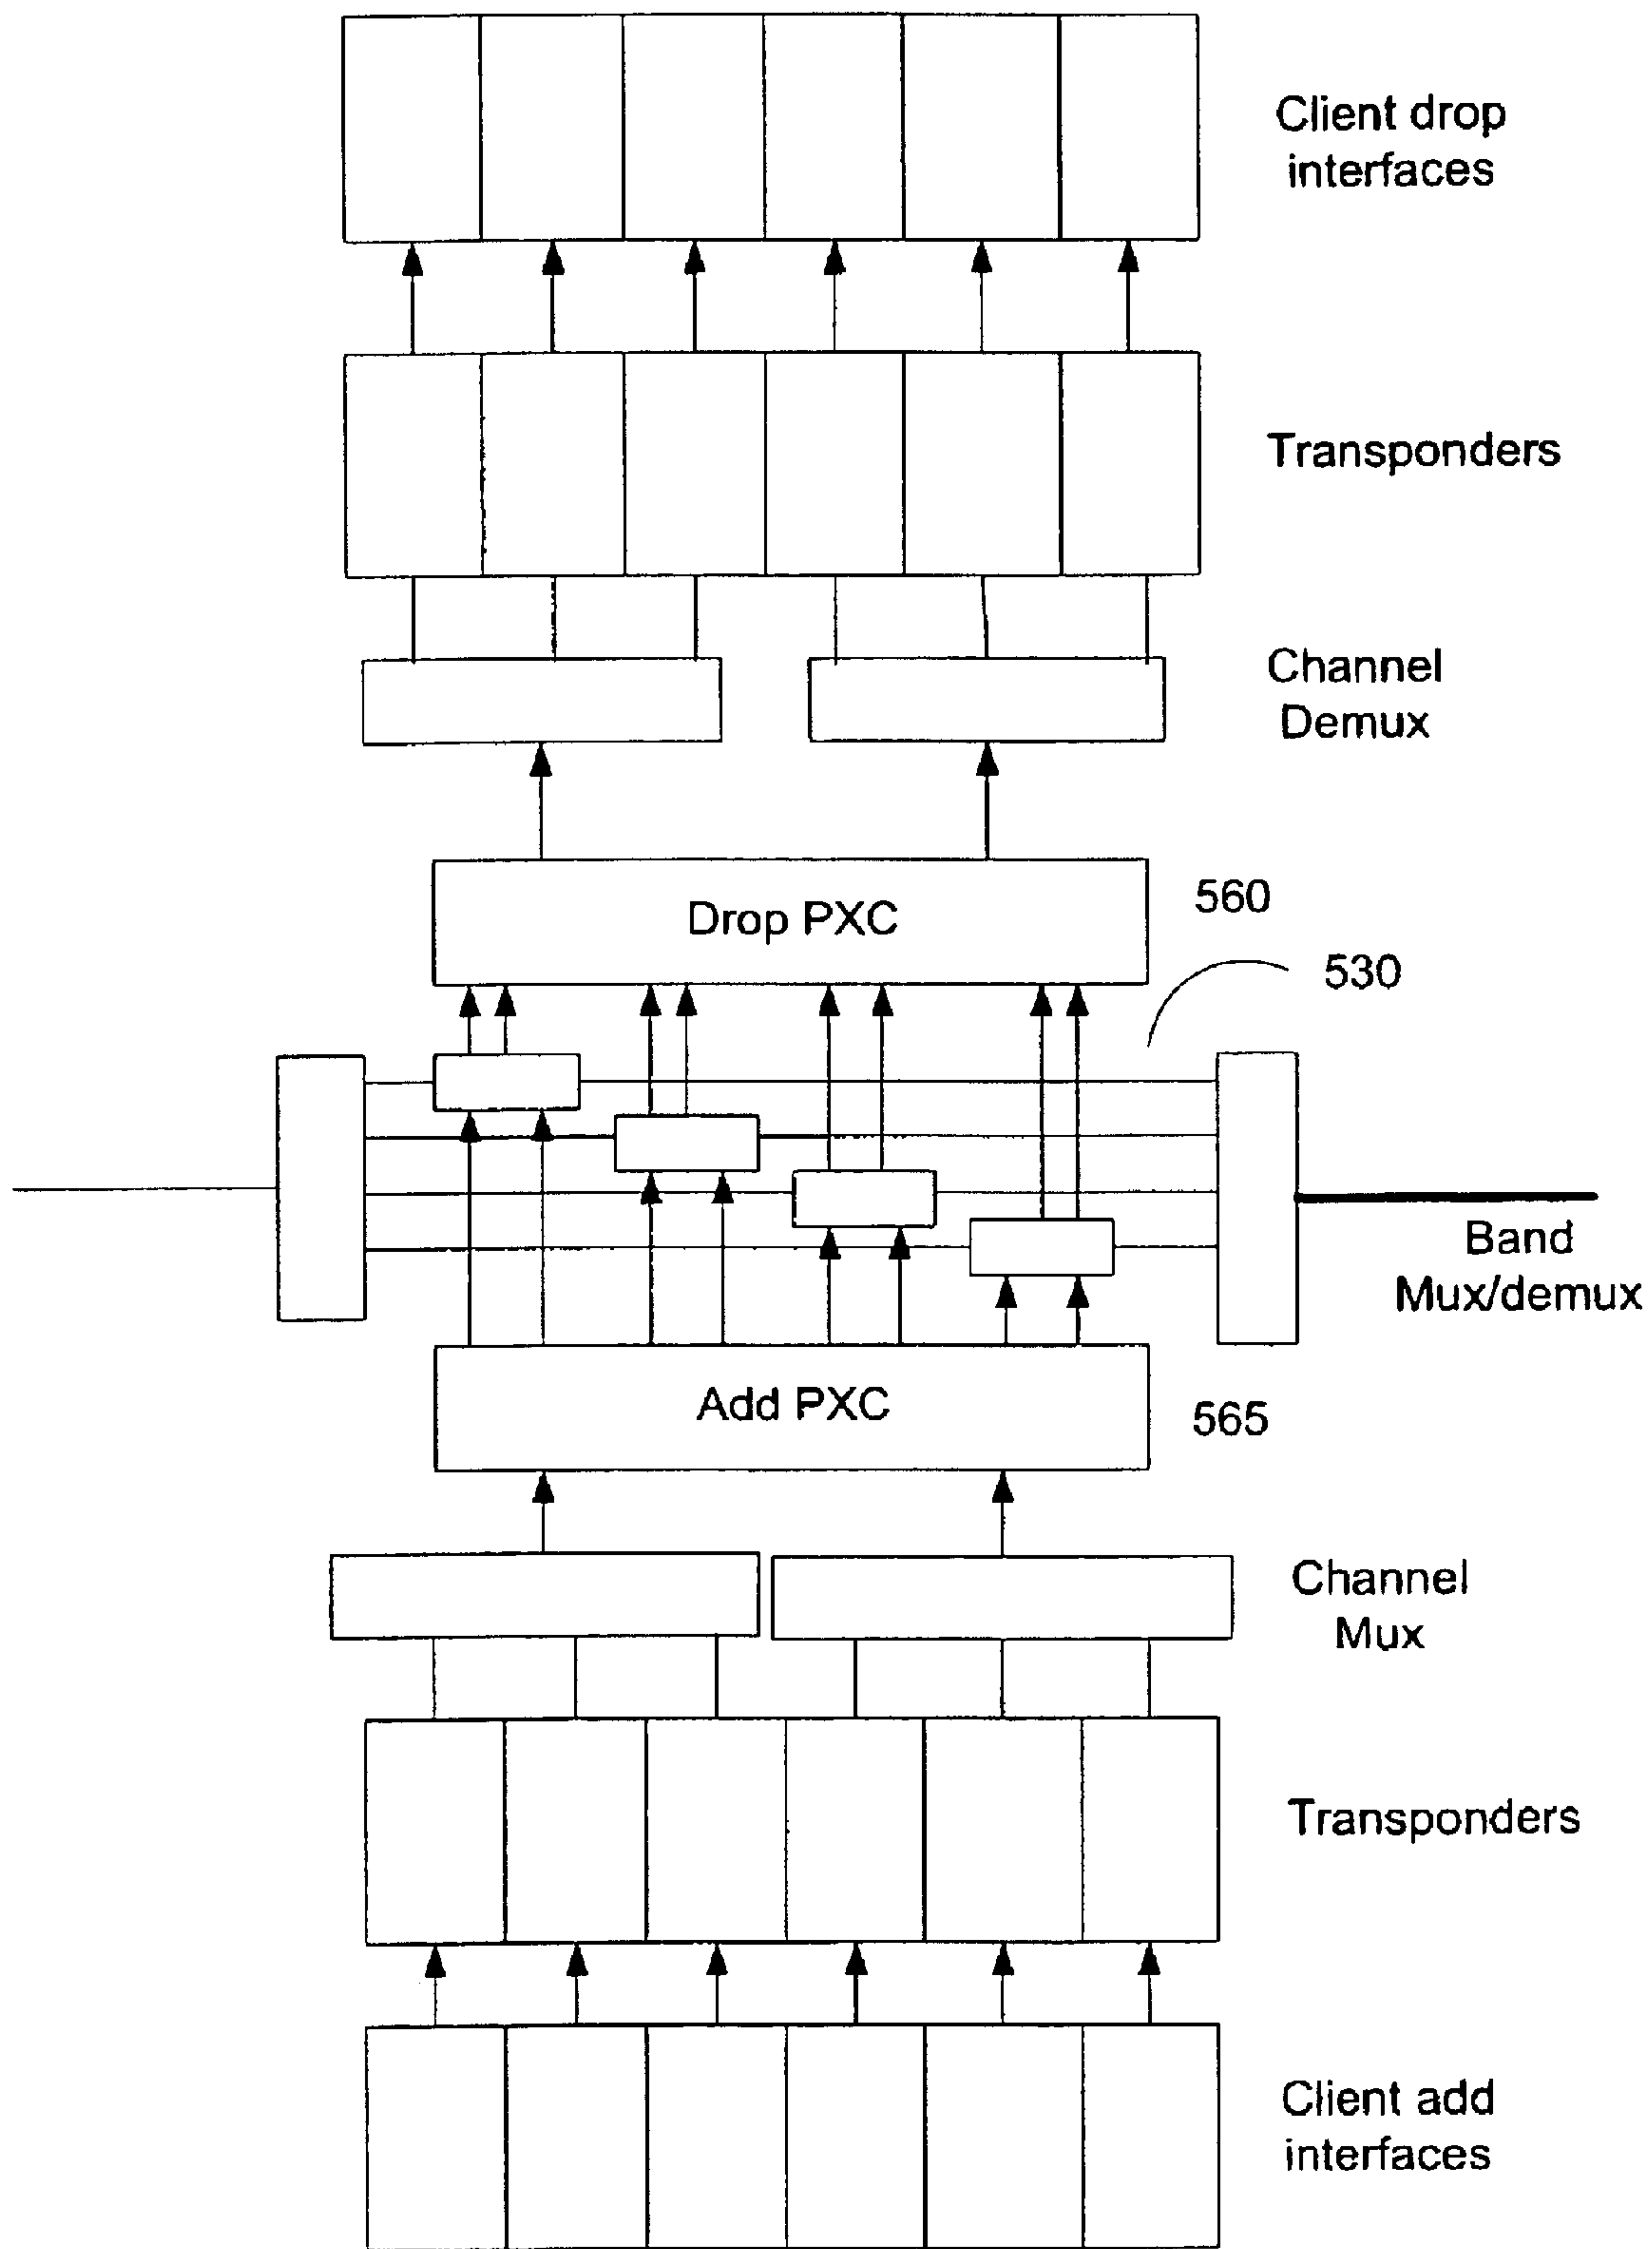 Client drop
interfaces
Transponders
Channel
Demux
Drop PXC
560
530
Band
Mux/demux
Add PXC
565
Channel
Mux
Transponders
Client add
interfaces